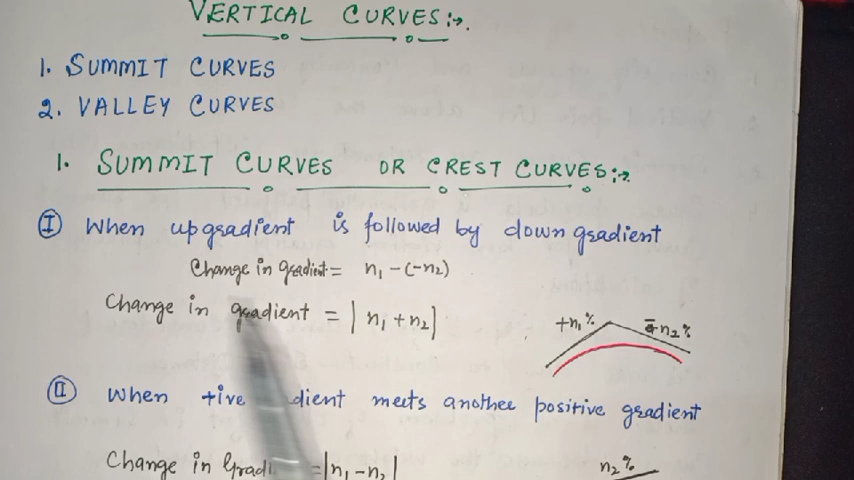 VERTICAL CURVES:→.
1. SUMMIT CURVES
2. VALLEY CURVES
1. SUMMIT CURVES OR CREST CURVES:→.
I When upgradient is followed by down gradient
Change in gradient = n₁ - (-n₂)
Change in gradient = |n₁ + n₂|
+n₁% -n₂%
II When +ive meets another positive gradient
Change in = |n₁ - n₂|
n₂%